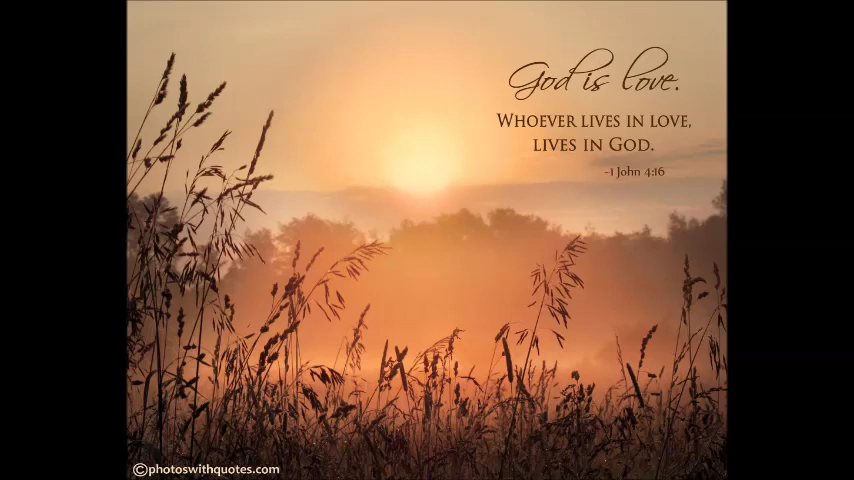 God is love.
Whoever lives in love,
lives in God.
-1 John 4:16
©photoswithquotes.com